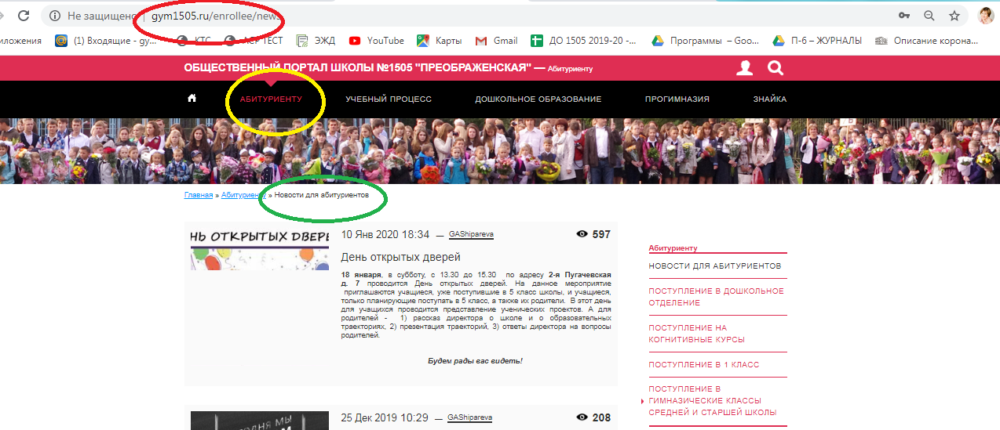 Не защищено | gym1505.ru/enrollee/news
иложения (1) Входящие - gy... КТС АСР ТЕСТ ЭЖД YouTube Карты Gmail ДО 1505 2019-20 -... Программы – Goo... П-6 – ЖУРНАЛЫ Описание корона...
ОБЩЕСТВЕННЫЙ ПОРТАЛ ШКОЛЫ №1505 "ПРЕОБРАЖЕНСКАЯ" — Абитуриенту
АБИТУРИЕНТУ УЧЕБНЫЙ ПРОЦЕСС ДОШКОЛЬНОЕ ОБРАЗОВАНИЕ ПРОГИМНАЗИЯ ЗНАЙКА
Главная » Абитуриенту » Новости для абитуриентов
НЬ ОТКРЫТЫХ ДВЕРЕ
10 Янв 2020 18:34 — GAShipareva 597
День открытых дверей
18 января, в субботу, с 13.30 до 15.30 по адресу 2-я Пугачевская
д. 7 проводится День открытых дверей. На данное мероприятие
приглашаются учащиеся, уже поступившие в 5 класс школы, и учащиеся,
только планирующие поступать в 5 класс, а также их родители. В этот день
для учащихся проводится представление ученических проектов. А для
родителей - 1) рассказ директора о школе и о образовательных
траекториях, 2) презентация траекторий, 3) ответы директора на вопросы
родителей.
Будем рады вас видеть!
25 Дек 2019 10:29 — GAShipareva 208
ОДНЯ МЫ
Абитуриенту
НОВОСТИ ДЛЯ АБИТУРИЕНТОВ
ПОСТУПЛЕНИЕ В ДОШКОЛЬНОЕ
ОТДЕЛЕНИЕ
ПОСТУПЛЕНИЕ НА
КОГНИТИВНЫЕ КУРСЫ
ПОСТУПЛЕНИЕ В 1 КЛАСС
ПОСТУПЛЕНИЕ В
ГИМНАЗИЧЕСКИЕ КЛАССЫ
СРЕДНЕЙ И СТАРШЕЙ ШКОЛЫ